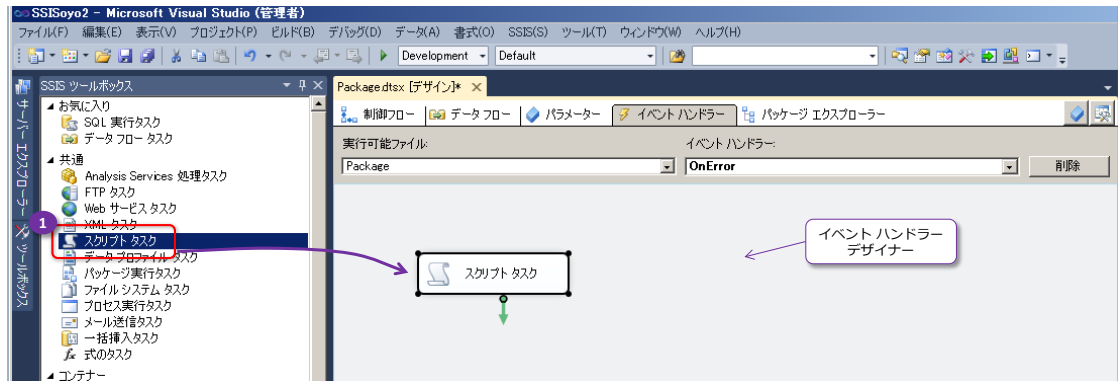 SSISoyo2 - Microsoft Visual Studio (管理者)
ファイル(F) 編集(E) 表示(V) プロジェクト(P) ビルド(B) デバッグ(D) データ(A) 書式(O) SSIS(S) ツール(T) ウィンドウ(W) ヘルプ(H)
Development Default
サーバー エクスプローラー
ツールボックス
SSIS ツールボックス
お気に入り
SQL 実行タスク
データ フロー タスク
共通
Analysis Services 処理タスク
FTP タスク
Web サービス タスク
XML タスク
1
スクリプト タスク
データ プロファイル タスク
パッケージ実行タスク
ファイル システム タスク
プロセス実行タスク
メール送信タスク
一括挿入タスク
fx 式のタスク
コンテナー
Package.dtsx [デザイン]*
制御フロー データ フロー パラメーター イベント ハンドラー パッケージ エクスプローラー
実行可能ファイル: イベント ハンドラー:
Package OnError 削除
スクリプト タスク
イベント ハンドラー
デザイナー